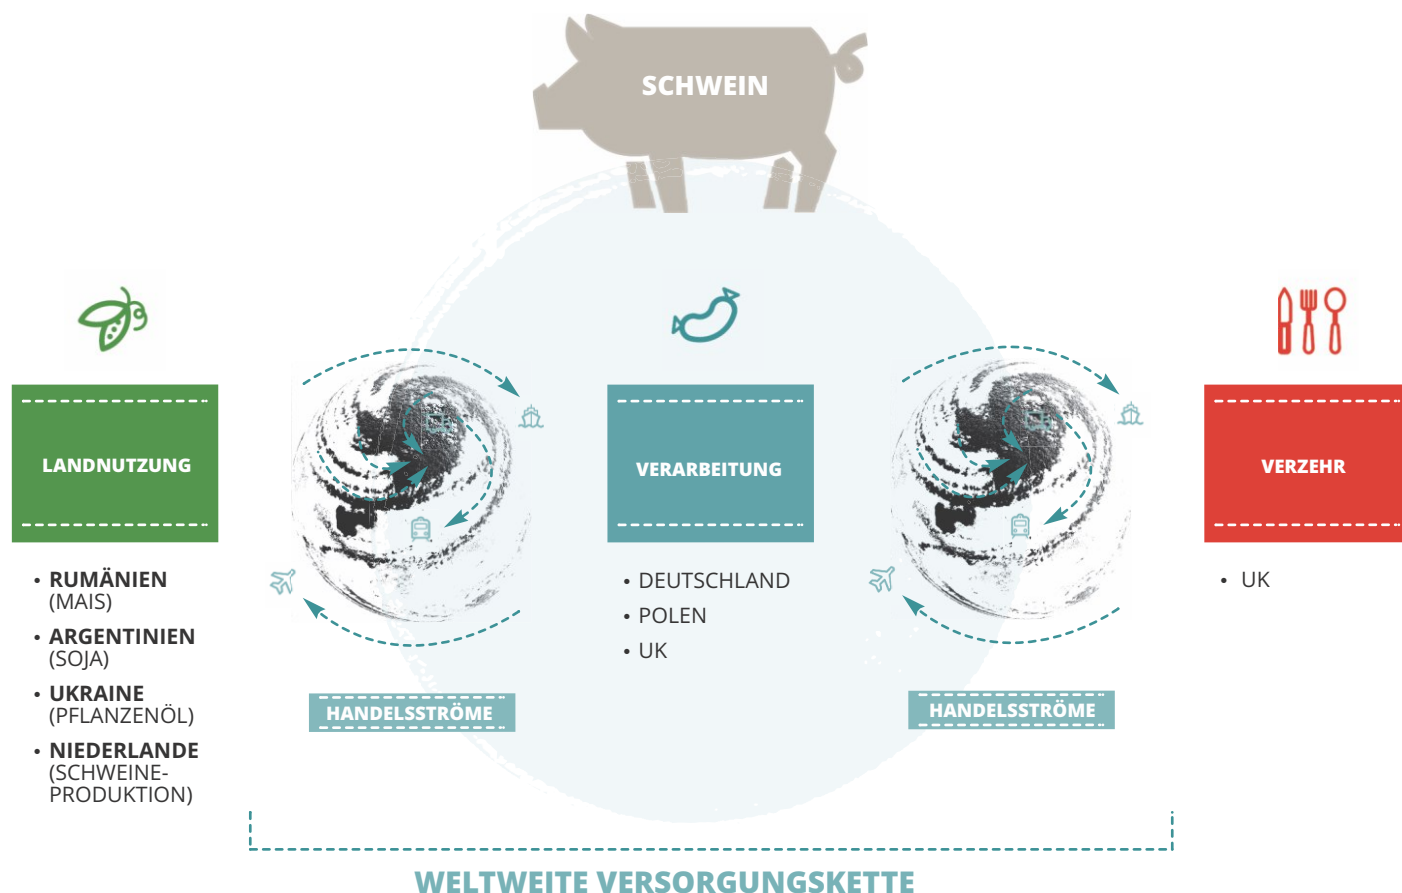 SCHWEIN
LANDNUTZUNG
• RUMÄNIEN
(MAIS)
• ARGENTINIEN
(SOJA)
• UKRAINE
(PFLANZENÖL)
• NIEDERLANDE
(SCHWEINE-
PRODUKTION)
HANDELSSTRÖME
VERARBEITUNG
• DEUTSCHLAND
• POLEN
• UK
HANDELSSTRÖME
VERZEHR
• UK
WELTWEITE VERSORGUNGSKETTE